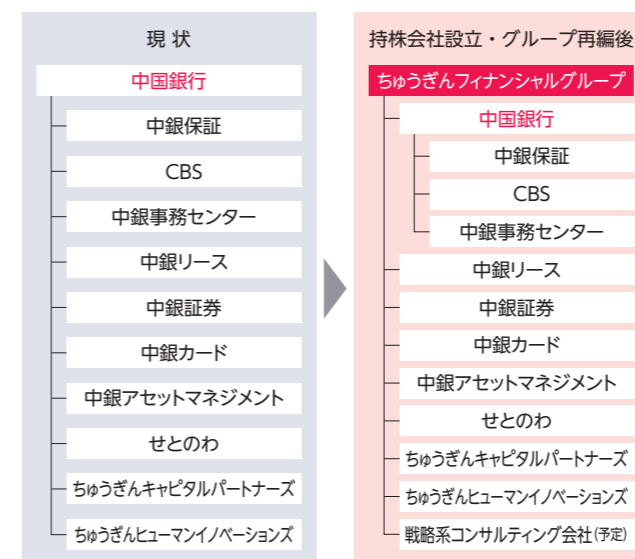 現状
中国銀行
中銀保証
CBS
中銀事務センター
中銀リース
中銀証券
中銀カード
中銀アセットマネジメント
せとのわ
ちゅうぎんキャピタルパートナーズ
ちゅうぎんヒューマンイノベーションズ
持株会社設立・グループ再編後
ちゅうぎんフィナンシャルグループ
中国銀行
中銀保証
CBS
中銀事務センター
中銀リース
中銀証券
中銀カード
中銀アセットマネジメント
せとのわ
ちゅうぎんキャピタルパートナーズ
ちゅうぎんヒューマンイノベーションズ
戦略系コンサルティング会社(予定)